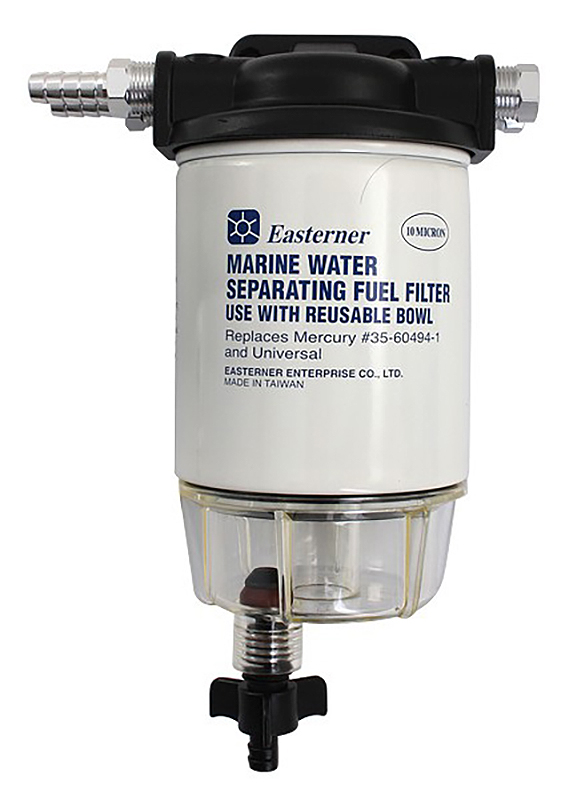 Easterner
10 MICRON
MARINE WATER
SEPARATING FUEL FILTER
USE WITH REUSABLE BOWL
Replaces Mercury #35-60494-1
and Universal
EASTERNER ENTERPRISE CO., LTD.
MADE IN TAIWAN